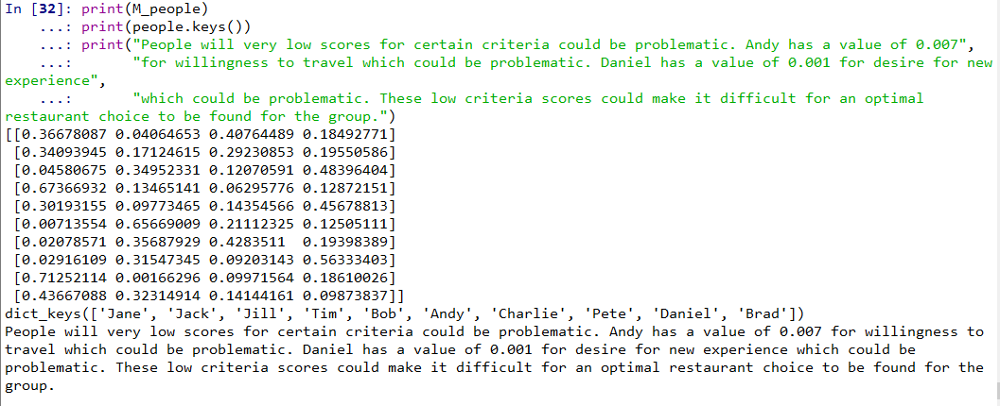 In [32]: print(M_people)
    ...: print(people.keys())
    ...: print("People will very low scores for certain criteria could be problematic. Andy has a value of 0.007",
    ...:       "for willingness to travel which could be problematic. Daniel has a value of 0.001 for desire for new
experience",
    ...:       "which could be problematic. These low criteria scores could make it difficult for an optimal
restaurant choice to be found for the group.")
[[0.36678087 0.04064653 0.40764489 0.18492771]
 [0.34093945 0.17124615 0.29230853 0.19550586]
 [0.04580675 0.34952331 0.12070591 0.48396404]
 [0.67366932 0.13465141 0.06295776 0.12872151]
 [0.30193155 0.09773465 0.14354566 0.45678813]
 [0.00713554 0.65669009 0.21112325 0.12505111]
 [0.02078571 0.35687929 0.4283511  0.19398389]
 [0.02916109 0.31547345 0.09203143 0.56333403]
 [0.71252114 0.00166296 0.09971564 0.18610026]
 [0.43667088 0.32314914 0.14144161 0.09873837]]
dict_keys(['Jane', 'Jack', 'Jill', 'Tim', 'Bob', 'Andy', 'Charlie', 'Pete', 'Daniel', 'Brad'])
People will very low scores for certain criteria could be problematic. Andy has a value of 0.007 for willingness to
travel which could be problematic. Daniel has a value of 0.001 for desire for new experience which could be
problematic. These low criteria scores could make it difficult for an optimal restaurant choice to be found for the
group.